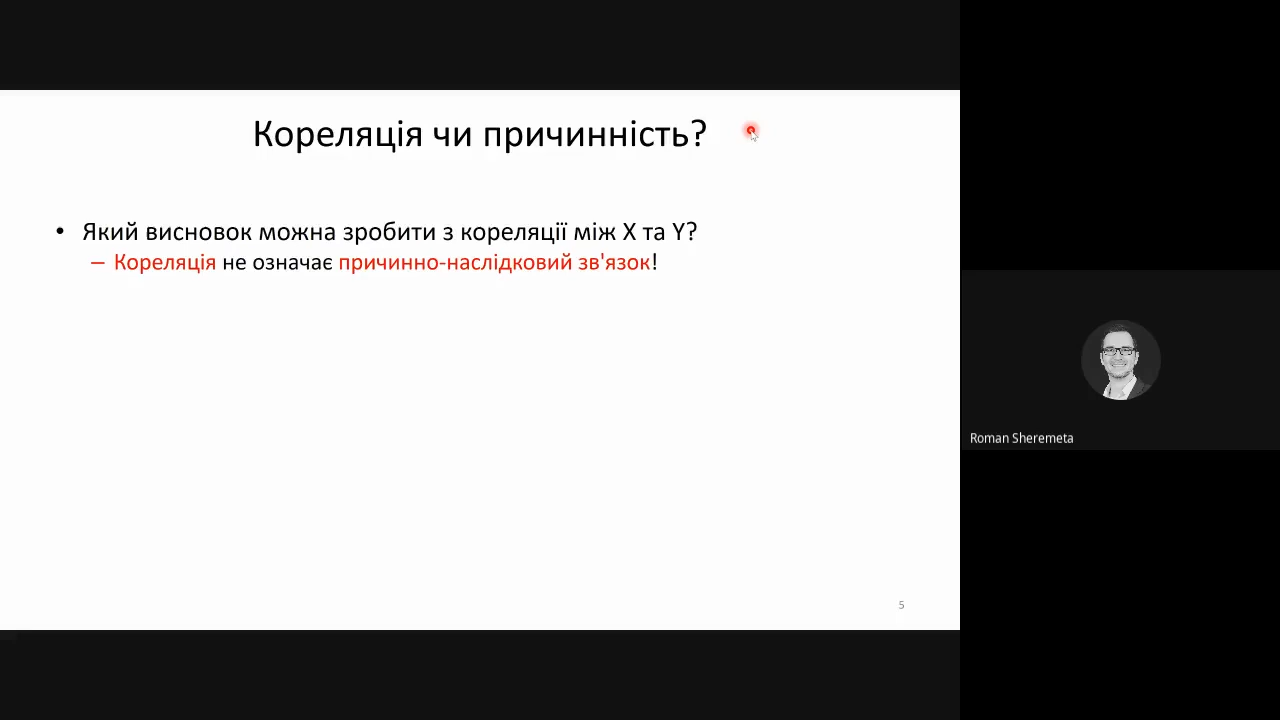 Кореляція чи причинність?
• Який висновок можна зробити з кореляції між X та Y?
– Кореляція не означає причинно-наслідковий зв'язок!
5
Roman Sheremeta